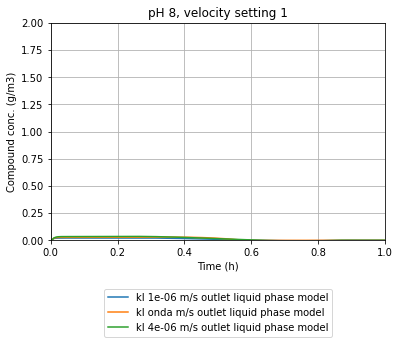 pH 8, velocity setting 1
Compound conc. (g/m3)
2.00
1.75
1.50
1.25
1.00
0.75
0.50
0.25
0.00
0.0 0.2 0.4 0.6 0.8 1.0
Time (h)
kl 1e-06 m/s outlet liquid phase model
kl onda m/s outlet liquid phase model
kl 4e-06 m/s outlet liquid phase model